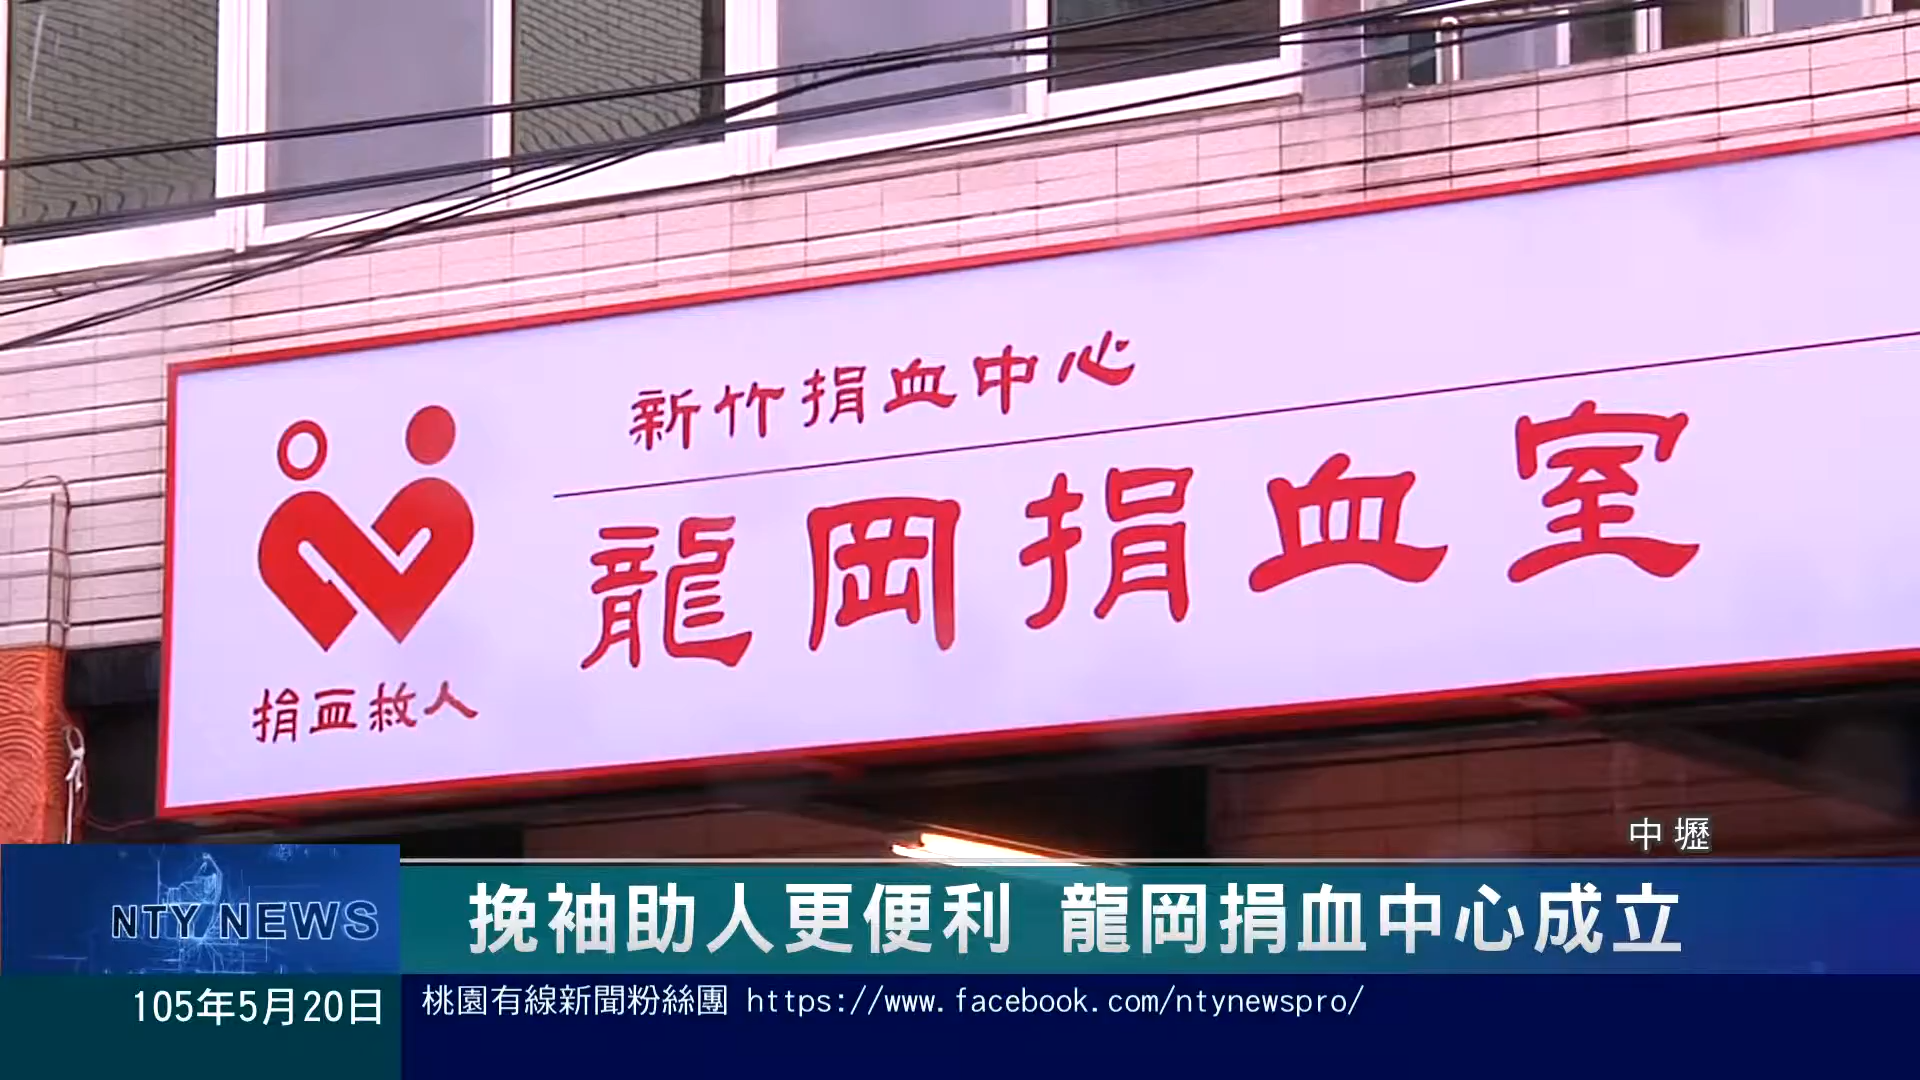 新竹捐血中心
龍岡捐血室
捐血救人
中壢
NTY NEWS
挽袖助人更便利 龍岡捐血中心成立
105年5月20日
桃園有線新聞粉絲團 https://www.facebook.com/ntynewspro/